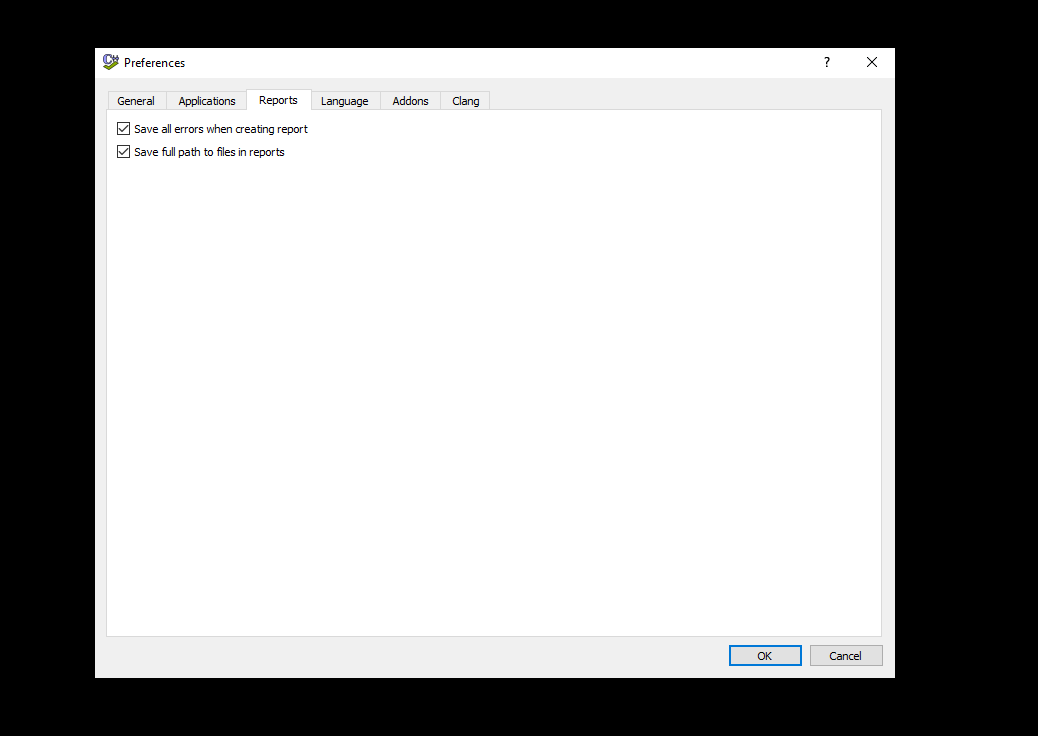 Preferences
?
General Applications Reports Language Addons Clang
Save all errors when creating report
Save full path to files in reports
OK Cancel